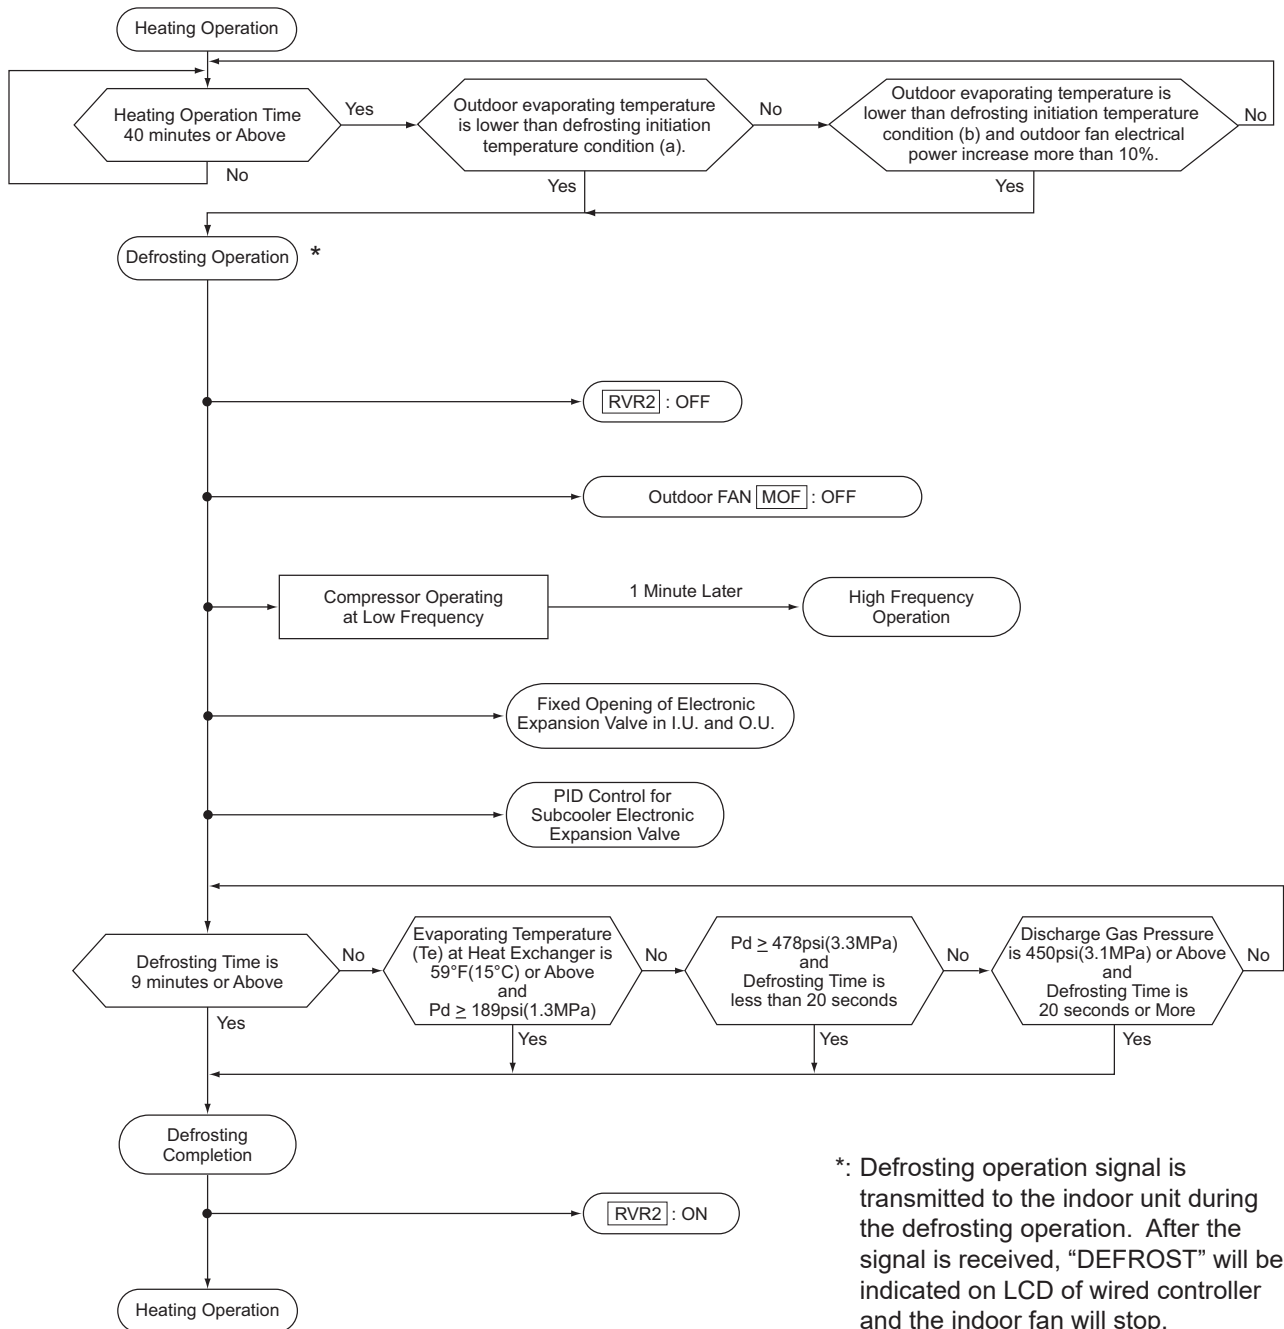 Heating Operation
Heating Operation Time
40 minutes or Above
Yes
No
Outdoor evaporating temperature
is lower than defrosting initiation
temperature condition (a).
No
Yes
Outdoor evaporating temperature is
lower than defrosting initiation temperature
condition (b) and outdoor fan electrical
power increase more than 10%.
No
Yes
Defrosting Operation *
RVR2 : OFF
Outdoor FAN MOF : OFF
Compressor Operating
at Low Frequency
1 Minute Later
High Frequency
Operation
Fixed Opening of Electronic
Expansion Valve in I.U. and O.U.
PID Control for
Subcooler Electronic
Expansion Valve
Defrosting Time is
9 minutes or Above
No
Yes
Evaporating Temperature
(Te) at Heat Exchanger is
59°F(15°C) or Above
and
Pd ≥ 189psi(1.3MPa)
No
Yes
Pd ≥ 478psi(3.3MPa)
and
Defrosting Time is
less than 20 seconds
No
Yes
Discharge Gas Pressure
is 450psi(3.1MPa) or Above
and
Defrosting Time is
20 seconds or More
No
Yes
Defrosting
Completion
RVR2 : ON
Heating Operation
*: Defrosting operation signal is
transmitted to the indoor unit during
the defrosting operation. After the
signal is received, “DEFROST” will be
indicated on LCD of wired controller
and the indoor fan will stop.